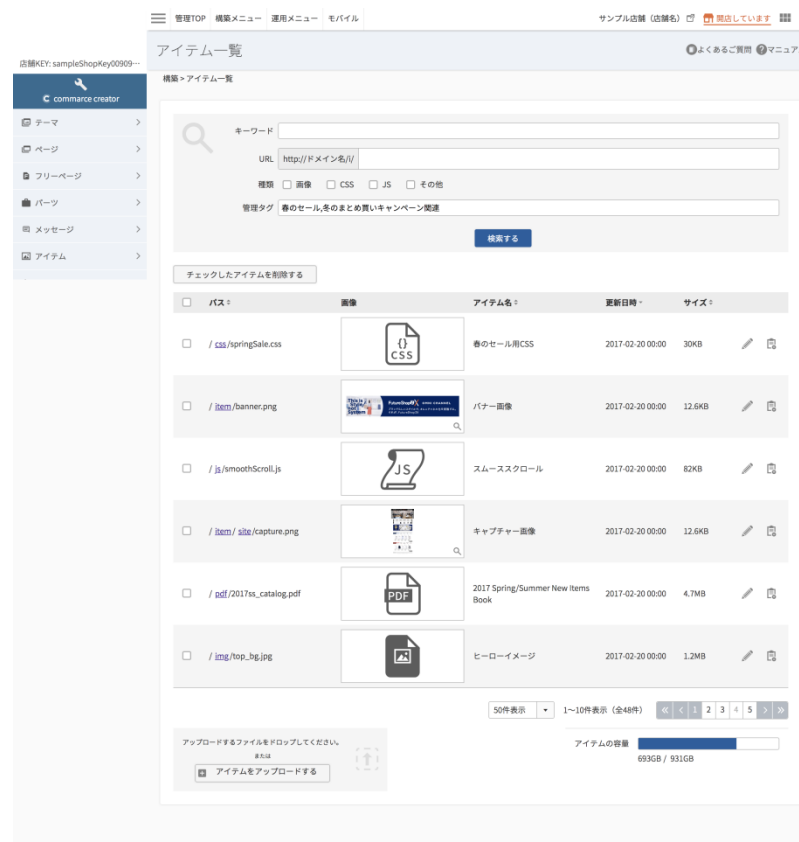 管理TOP 構築メニュー 運用メニュー モバイル サンプル店舗（店舗名） 開店しています
アイテム一覧 よくあるご質問 マニュア
店舗KEY: sampleShopKey00909…
commarce creator
構築 > アイテム一覧
テーマ
ページ
フリーページ
パーツ
メッセージ
アイテム
キーワード
URL http://ドメイン名/i/
種類 画像 CSS JS その他
管理タグ 春のセール,冬のまとめ買いキャンペーン関連
検索する
チェックしたアイテムを削除する
パス 画像 アイテム名 更新日時 サイズ
/ css /springSale.css {} CSS 春のセール用CSS 2017-02-20 00:00 30KB
/ item /banner.png バナー画像 2017-02-20 00:00 12.6KB
/ js /smoothScroll.js JS スムーススクロール 2017-02-20 00:00 82KB
/ item / site /capture.png キャプチャー画像 2017-02-20 00:00 12.6KB
/ pdf /2017ss_catalog.pdf PDF 2017 Spring/Summer New Items
Book 2017-02-20 00:00 4.7MB
/ img /top_bg.jpg ヒーローイメージ 2017-02-20 00:00 1.2MB
50件表示 1〜10件表示（全48件） « < 1 2 3 4 5 > »
アップロードするファイルをドロップしてください。
または
アイテムをアップロードする
アイテムの容量
693GB / 931GB